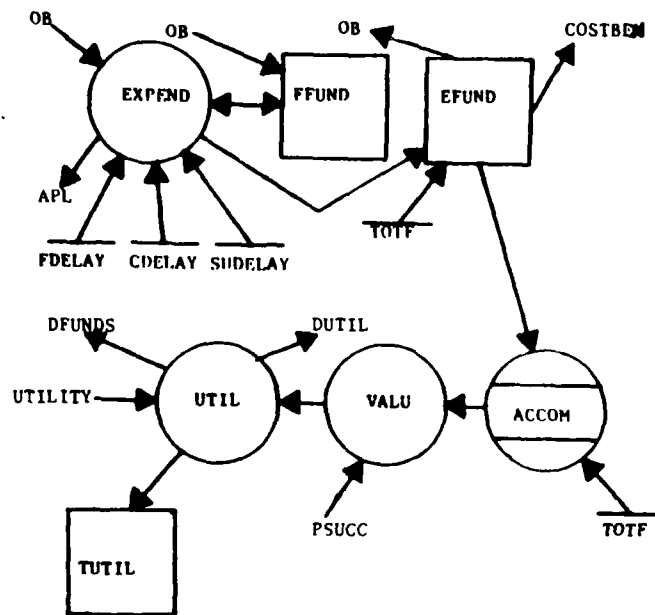 OB
OB
OB
COSTBEN
EXPEND
FFUND
EFUND
APL
TOTF
FDELAY
CDELAY
SHDELAY
DFUNDS
DUTIL
UTILITY
UTIL
VALU
ACCOM
PSUCC
TOTF
TUTIL